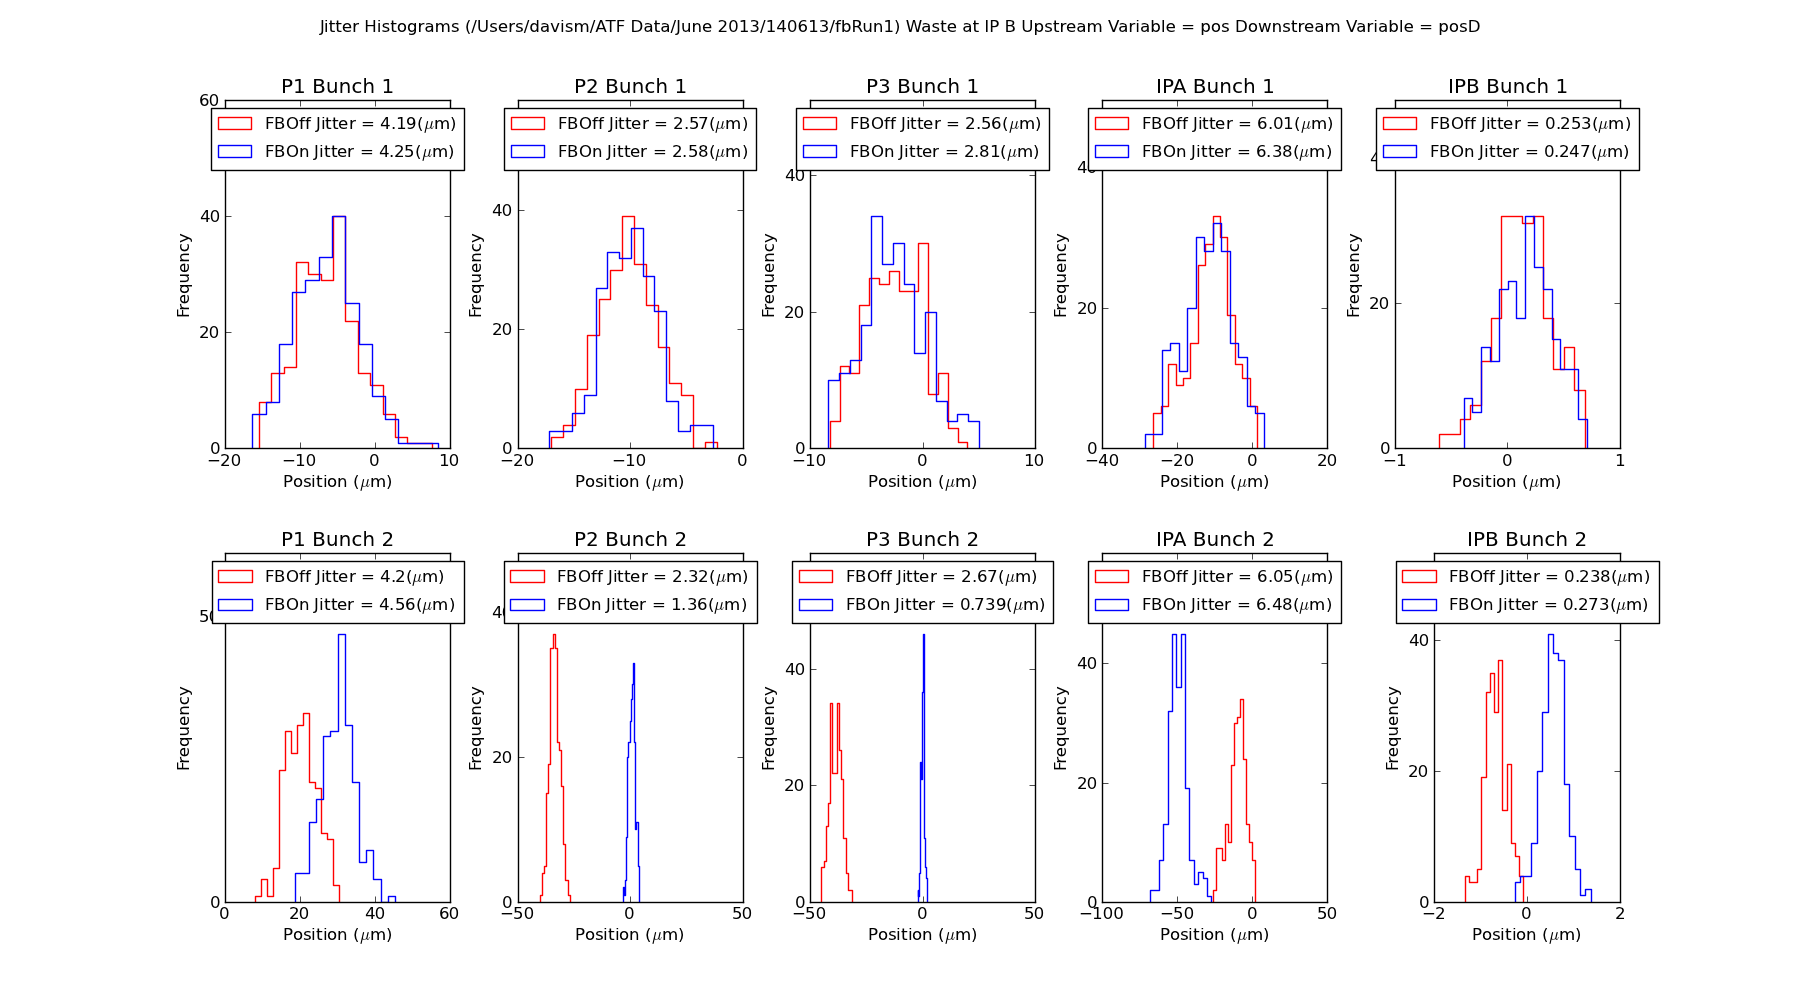 Jitter Histograms (/Users/davism/ATF Data/June 2013/140613/fbRun1) Waste at IP B Upstream Variable = pos Downstream Variable = posD
P1 Bunch 1
FBOff Jitter = 4.19(μm)
FBOn Jitter = 4.25(μm)
60
40
20
0
Frequency
−20
−10
0
10
Position (μm)
P2 Bunch 1
FBOff Jitter = 2.57(μm)
FBOn Jitter = 2.58(μm)
40
20
0
Frequency
−20
−10
0
Position (μm)
P3 Bunch 1
FBOff Jitter = 2.56(μm)
FBOn Jitter = 2.81(μm)
40
20
0
Frequency
−10
0
10
Position (μm)
IPA Bunch 1
FBOff Jitter = 6.01(μm)
FBOn Jitter = 6.38(μm)
40
20
0
Frequency
−40
−20
0
20
Position (μm)
IPB Bunch 1
FBOff Jitter = 0.253(μm)
FBOn Jitter = 0.247(μm)
20
0
Frequency
−1
0
1
Position (μm)
P1 Bunch 2
FBOff Jitter = 4.2(μm)
FBOn Jitter = 4.56(μm)
50
0
Frequency
0
20
40
60
Position (μm)
P2 Bunch 2
FBOff Jitter = 2.32(μm)
FBOn Jitter = 1.36(μm)
40
20
0
Frequency
−50
0
50
Position (μm)
P3 Bunch 2
FBOff Jitter = 2.67(μm)
FBOn Jitter = 0.739(μm)
40
20
0
Frequency
−50
0
50
Position (μm)
IPA Bunch 2
FBOff Jitter = 6.05(μm)
FBOn Jitter = 6.48(μm)
40
20
0
Frequency
−100
−50
0
50
Position (μm)
IPB Bunch 2
FBOff Jitter = 0.238(μm)
FBOn Jitter = 0.273(μm)
40
20
0
Frequency
−2
0
2
Position (μm)